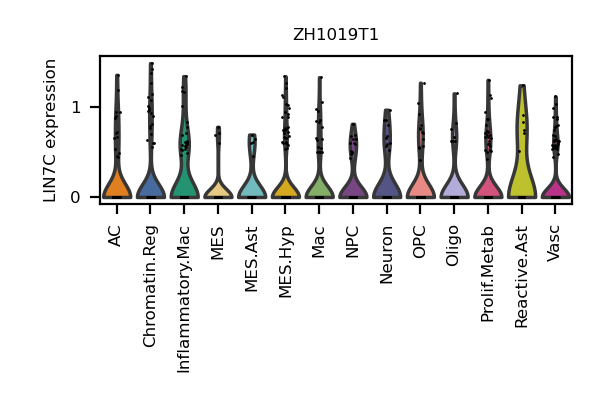 ZH1019T1
LIN7C expression
1
0
AC
Chromatin.Reg
Inflammatory.Mac
MES
MES.Ast
MES.Hyp
Mac
NPC
Neuron
OPC
Oligo
Prolif.Metab
Reactive.Ast
Vasc